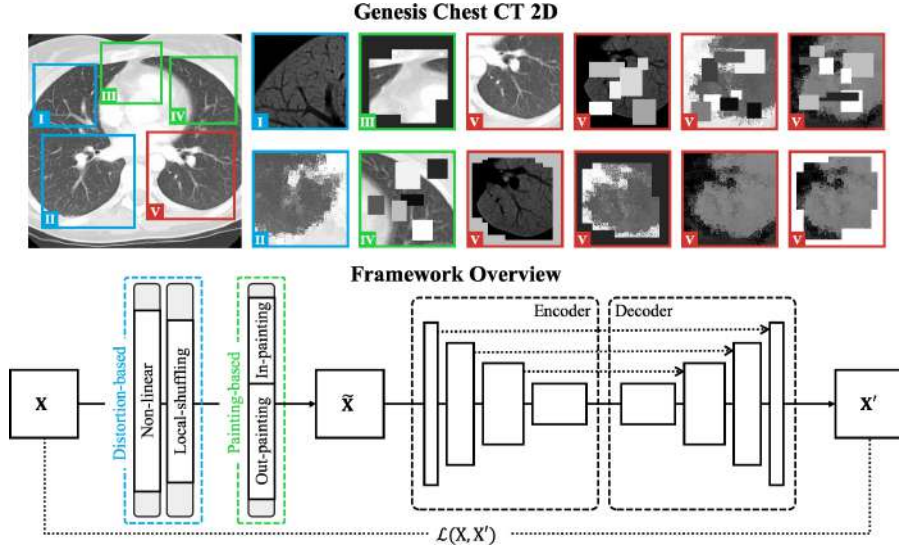 Genesis Chest CT 2D
I
III
IV
II
V
I
III
V
V
V
V
II
IV
V
V
V
V
Framework Overview
X
Distortion-based
Non-linear
Local-shuffling
Painting-based
In-painting
Out-painting
X̃
Encoder
Decoder
X′
ℒ(X, X′)